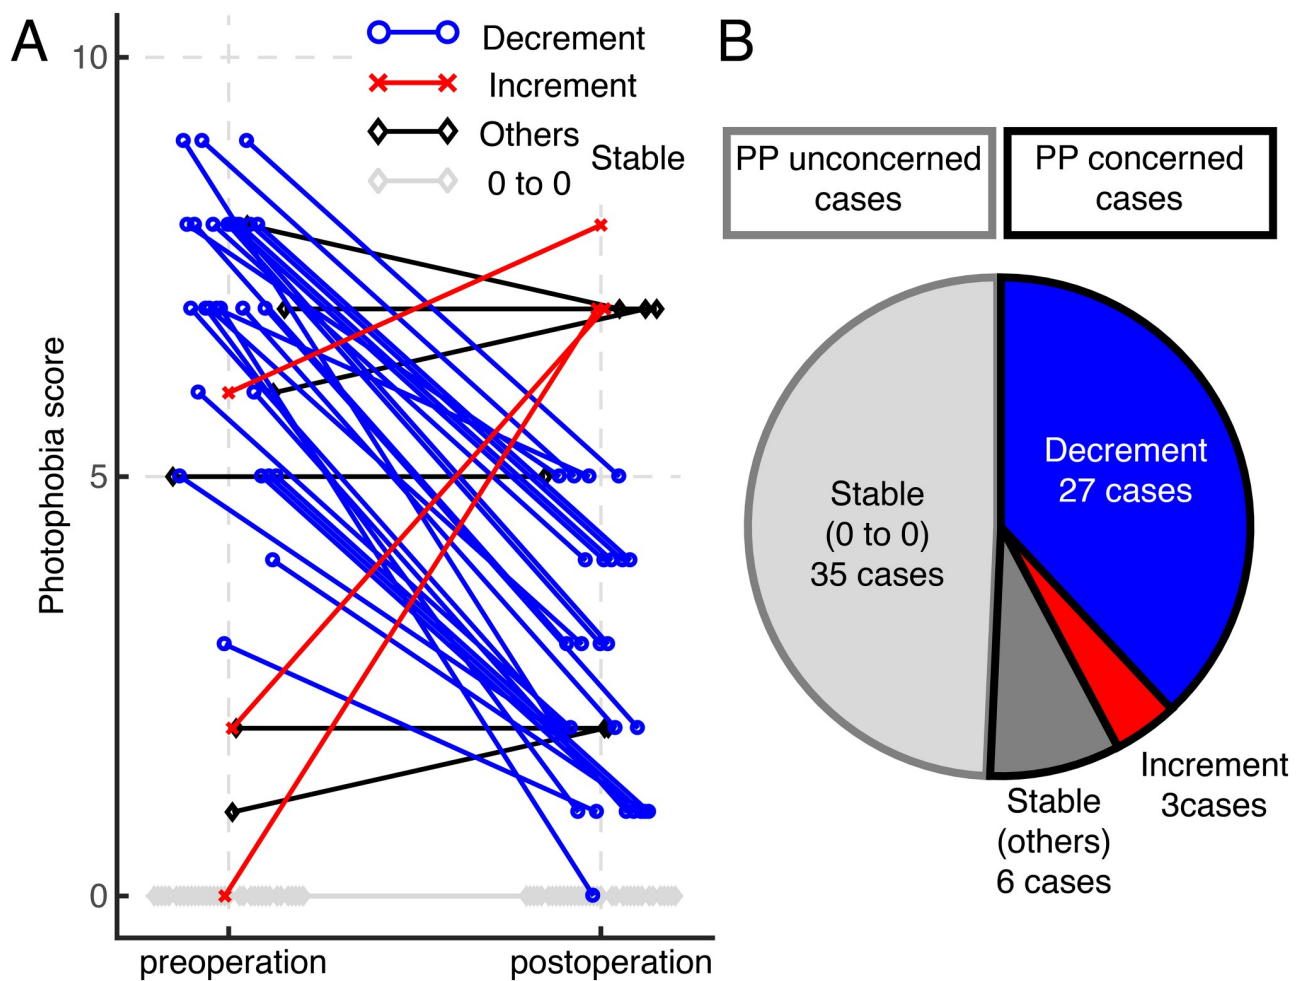 A
10
5
0
Photophobia score
preoperation
postoperation
Decrement
Increment
Others
0 to 0
Stable
B
PP unconcerned
cases
PP concerned
cases
Decrement
27 cases
Stable
(0 to 0)
35 cases
Increment
3cases
Stable
(others)
6 cases